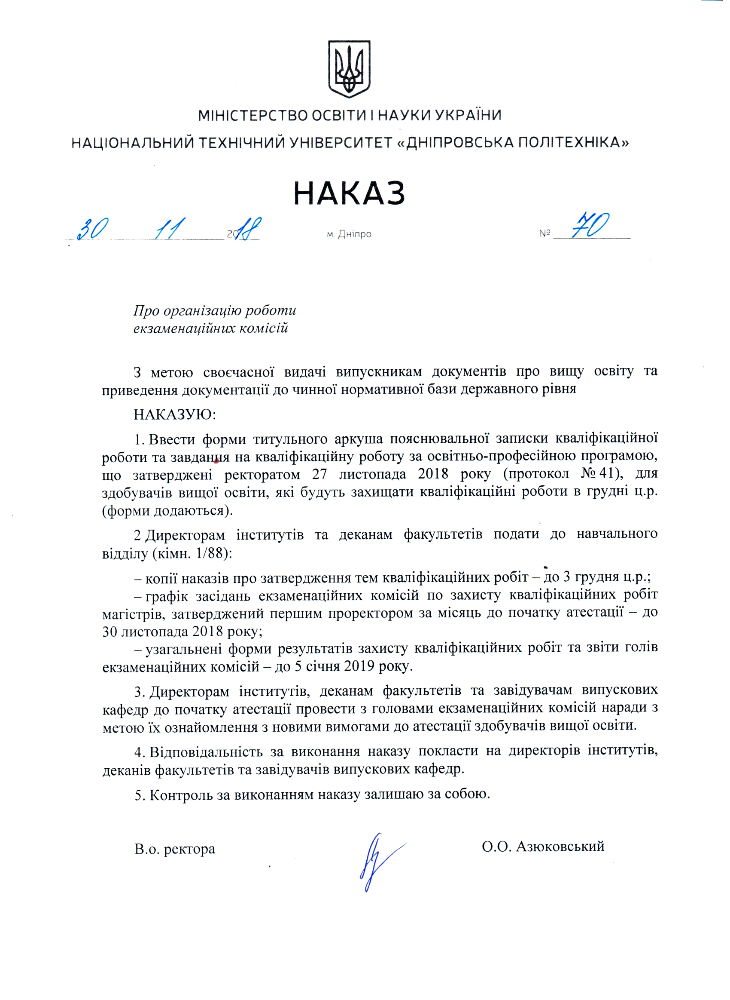 МІНІСТЕРСТВО ОСВІТИ І НАУКИ УКРАЇНИ
НАЦІОНАЛЬНИЙ ТЕХНІЧНИЙ УНІВЕРСИТЕТ «ДНІПРОВСЬКА ПОЛІТЕХНІКА»
НАКАЗ
30 11 2018 м. Дніпро № 70
Про організацію роботи
екзаменаційних комісій
З метою своєчасної видачі випускникам документів про вищу освіту та
приведення документації до чинної нормативної бази державного рівня
НАКАЗУЮ:
1. Ввести форми титульного аркуша пояснювальної записки кваліфікаційної
роботи та завдання на кваліфікаційну роботу за освітньо-професійною програмою,
що затверджені ректоратом 27 листопада 2018 року (протокол № 41), для
здобувачів вищої освіти, які будуть захищати кваліфікаційні роботи в грудні ц.р.
(форми додаються).
2 Директорам інститутів та деканам факультетів подати до навчального
відділу (кімн. 1/88):
– копії наказів про затвердження тем кваліфікаційних робіт – до 3 грудня ц.р.;
– графік засідань екзаменаційних комісій по захисту кваліфікаційних робіт
магістрів, затверджений першим проректором за місяць до початку атестації – до
30 листопада 2018 року;
– узагальнені форми результатів захисту кваліфікаційних робіт та звіти голів
екзаменаційних комісій – до 5 січня 2019 року.
3. Директорам інститутів, деканам факультетів та завідувачам випускових
кафедр до початку атестації провести з головами екзаменаційних комісій наради з
метою їх ознайомлення з новими вимогами до атестації здобувачів вищої освіти.
4. Відповідальність за виконання наказу покласти на директорів інститутів,
деканів факультетів та завідувачів випускових кафедр.
5. Контроль за виконанням наказу залишаю за собою.
В.о. ректора О.О. Азюковський